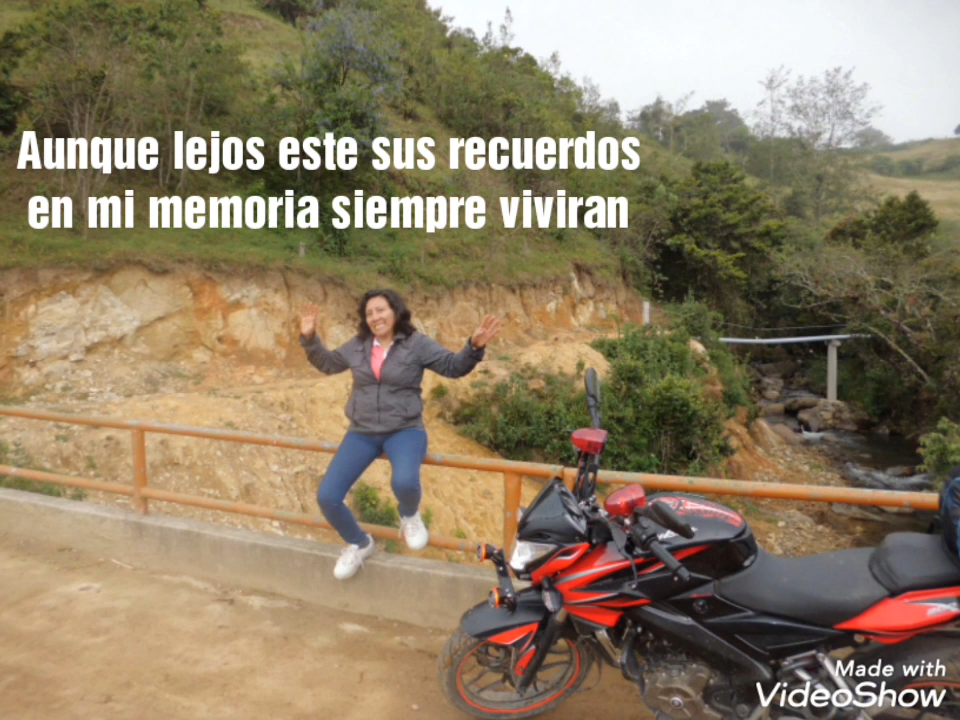 Aunque lejos este sus recuerdos
en mi memoria siempre viviran
Made with
VideoShow